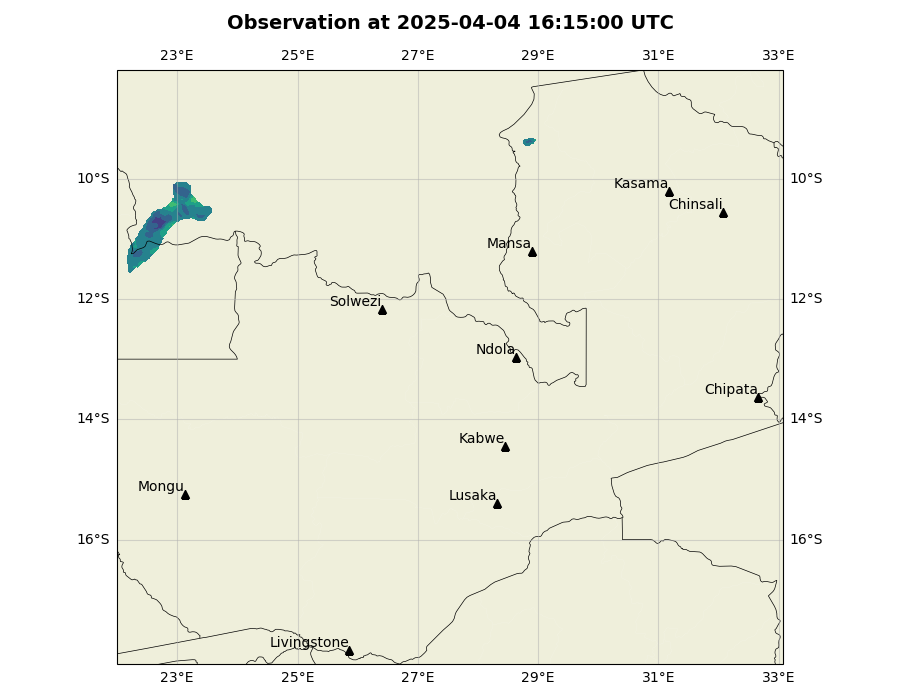 Observation at 2025-04-04 16:15:00 UTC
23°E 25°E 27°E 29°E 31°E 33°E
10°S 10°S
Kasama
Chinsali
Mansa
12°S 12°S
Solwezi
Ndola
Chipata
14°S 14°S
Kabwe
Mongu
Lusaka
16°S 16°S
Livingstone
23°E 25°E 27°E 29°E 31°E 33°E